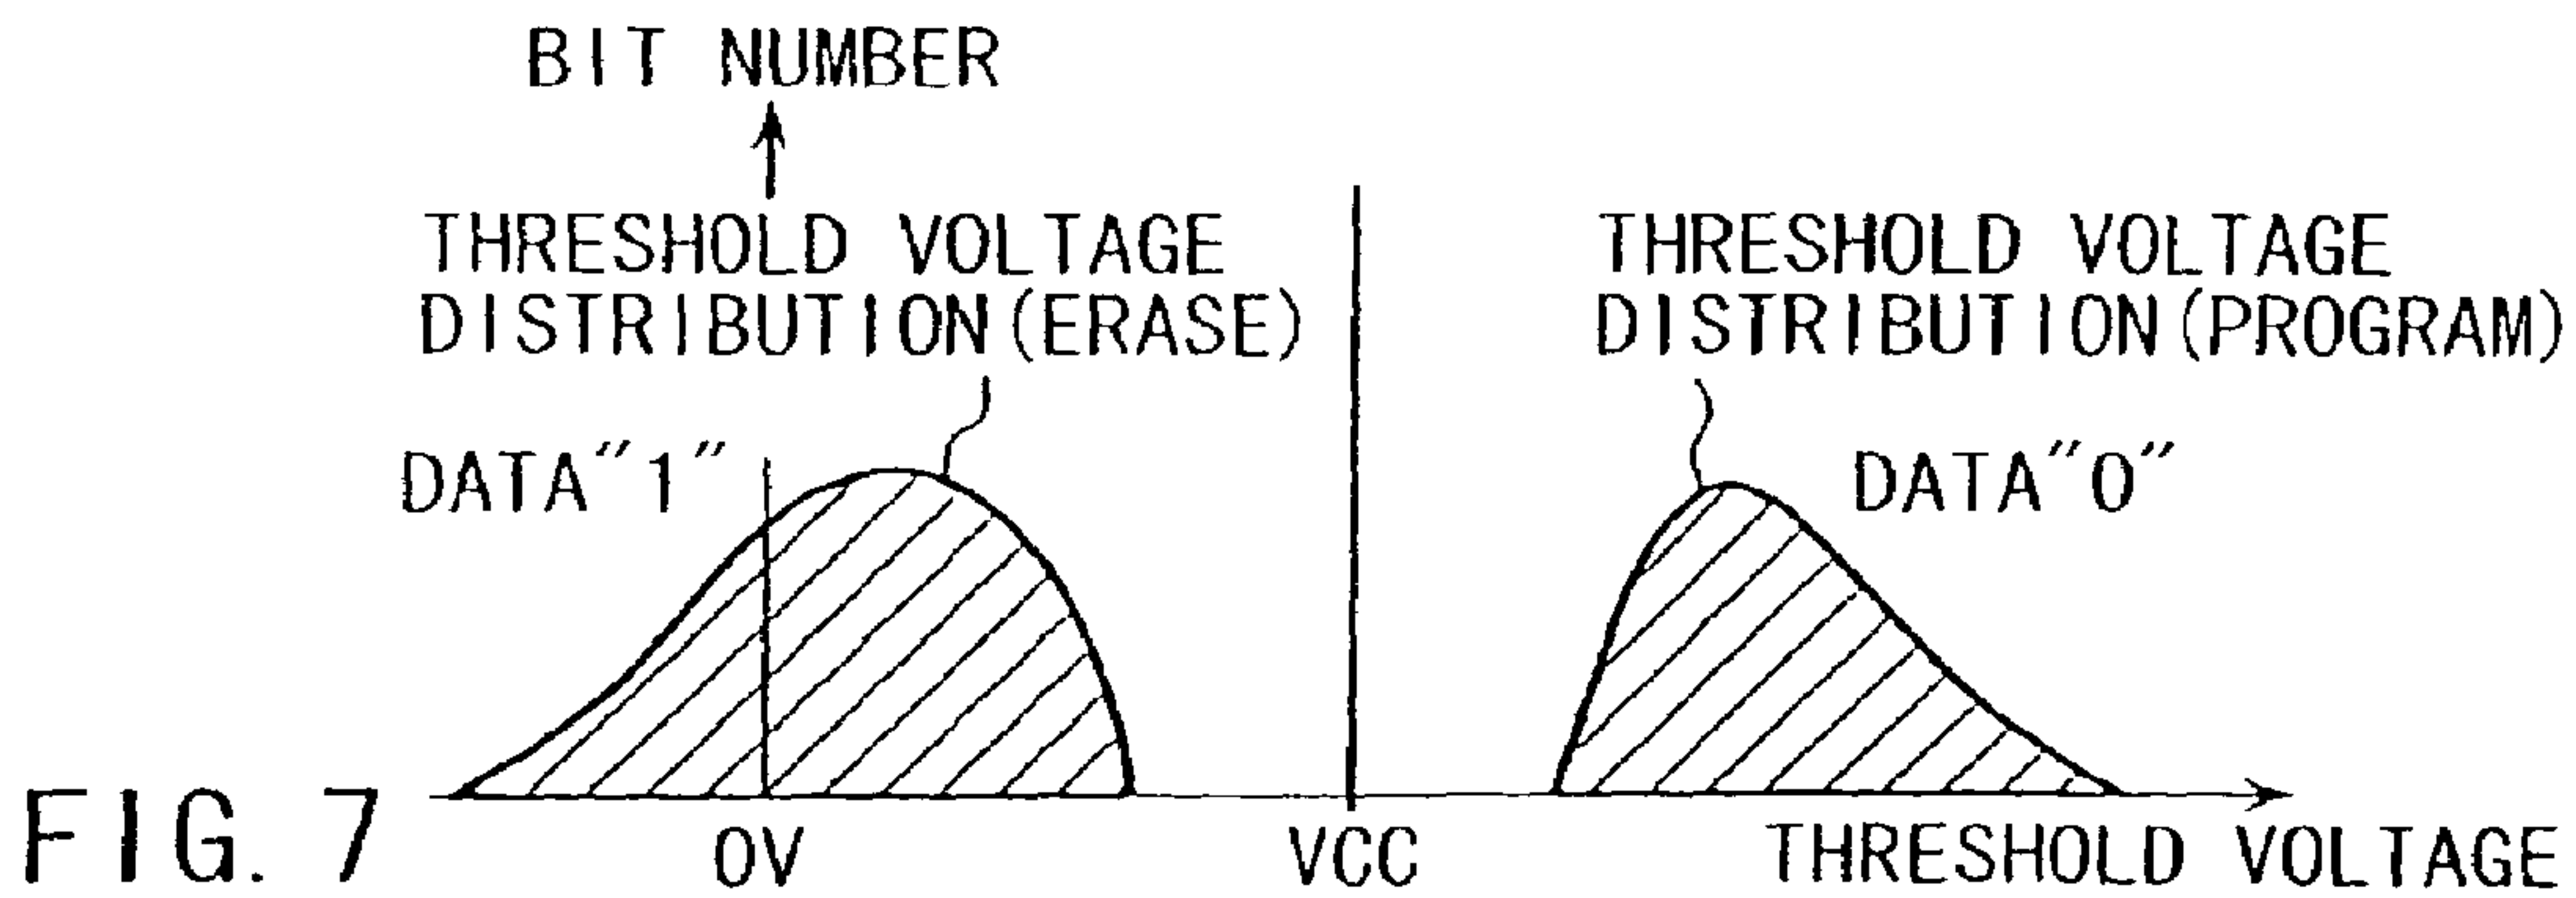 BIT NUMBER
THRESHOLD VOLTAGE
DISTRIBUTION(ERASE)
THRESHOLD VOLTAGE
DISTRIBUTION(PROGRAM)
DATA"1"
DATA"0"
0V
VCC
THRESHOLD VOLTAGE
FIG. 7